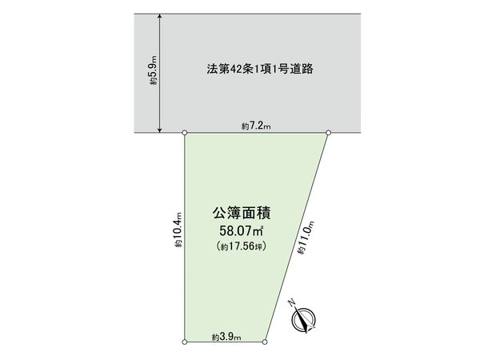 法第42条1項1号道路
約5.9m
約7.2m
公簿面積
58.07㎡
(約17.56坪)
約10.4m
約11.0m
約3.9m
N